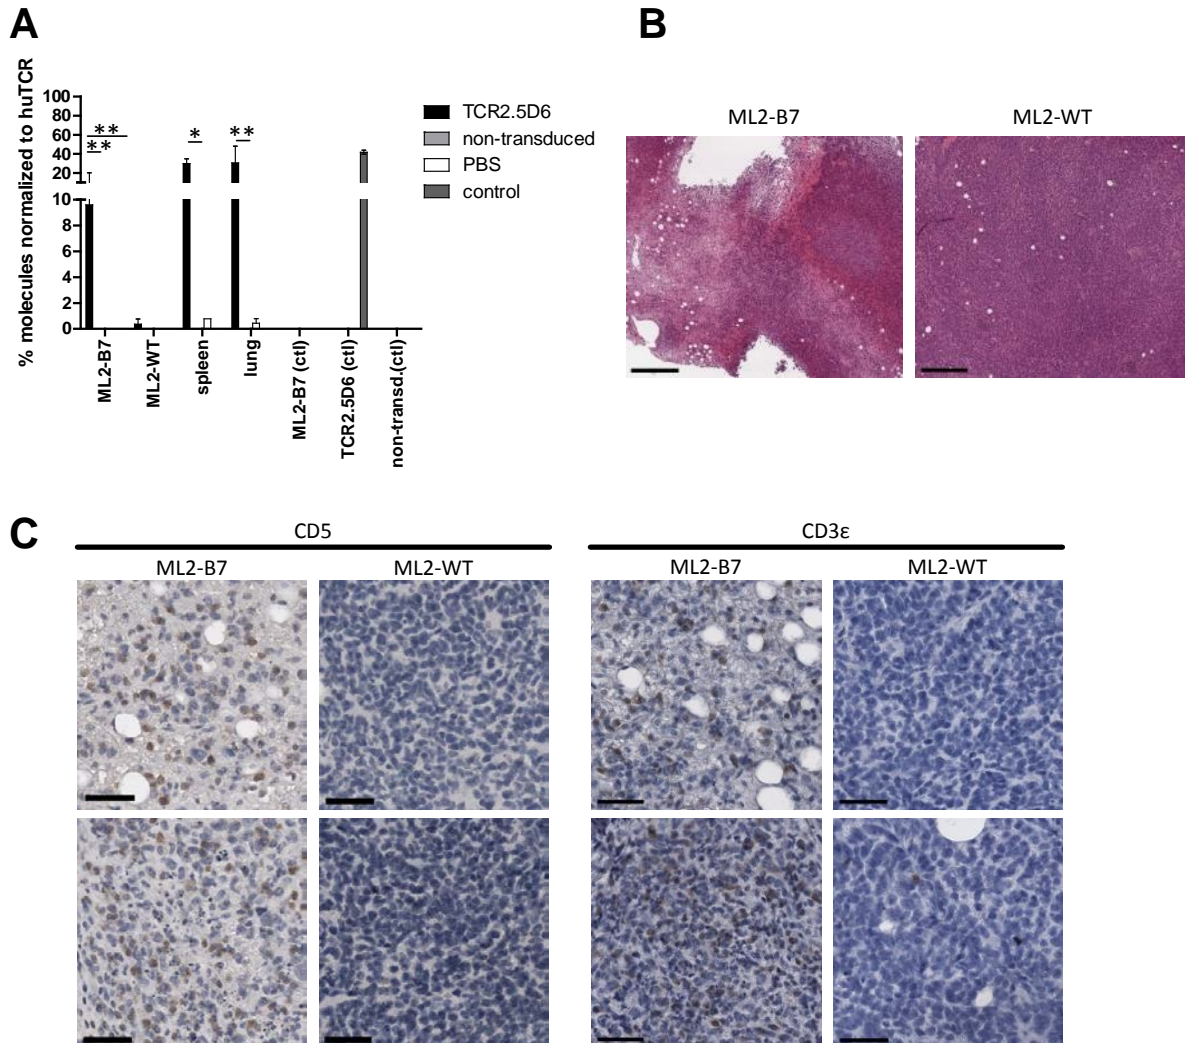 A
B
% molecules normalized to huTCR
100
80
60
40
20
10
8
6
4
2
0
**
**
*
**
ML2-B7
ML2-WT
spleen
lung
ML2-B7 (ctl)
TCR2.5D6 (ctl)
non-transd.(ctl)
TCR2.5D6
non-transduced
PBS
control
ML2-B7
ML2-WT
C
CD5
CD3ε
ML2-B7
ML2-WT
ML2-B7
ML2-WT